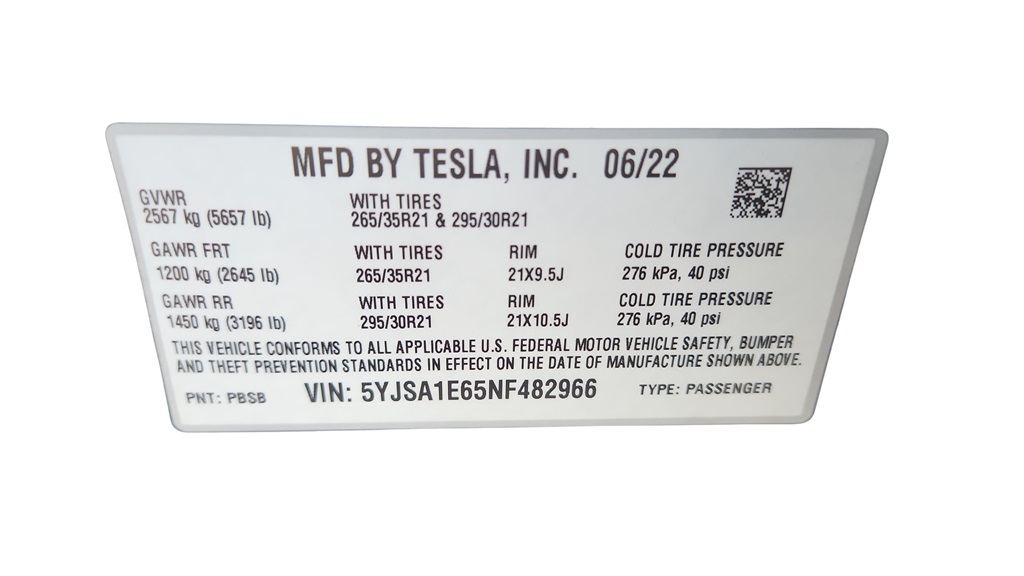 MFD BY TESLA, INC. 06/22
GVWR WITH TIRES
2567 kg (5657 lb) 265/35R21 & 295/30R21
GAWR FRT WITH TIRES RIM COLD TIRE PRESSURE
1200 kg (2645 lb) 265/35R21 21X9.5J 276 kPa, 40 psi
GAWR RR WITH TIRES RIM COLD TIRE PRESSURE
1450 kg (3196 lb) 295/30R21 21X10.5J 276 kPa, 40 psi
THIS VEHICLE CONFORMS TO ALL APPLICABLE U.S. FEDERAL MOTOR VEHICLE SAFETY, BUMPER
AND THEFT PREVENTION STANDARDS IN EFFECT ON THE DATE OF MANUFACTURE SHOWN ABOVE.
PNT: PBSB VIN: 5YJSA1E65NF482966 TYPE: PASSENGER